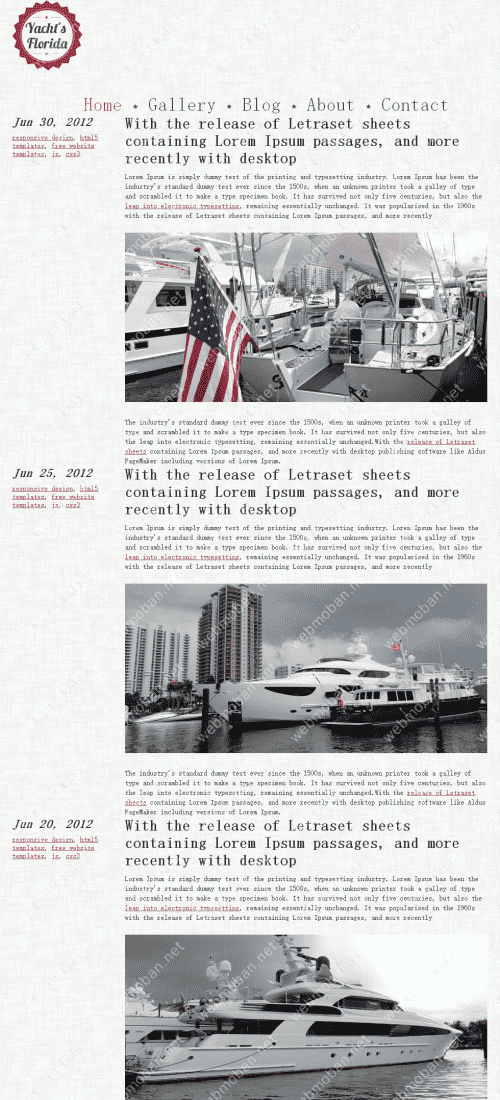 Yacht's
Florida
Home ★ Gallery ★ Blog ★ About ★ Contact
Jun 30, 2012
responsive design, html5
templates, free website
templates, js, css3
With the release of Letraset sheets
containing Lorem Ipsum passages, and more
recently with desktop
Lorem Ipsum is simply dummy text of the printing and typesetting industry. Lorem Ipsum has been the
industry's standard dummy text ever since the 1500s, when an unknown printer took a galley of
type and scrambled it to make a type specimen book. It has survived not only five centuries, but also the
leap into electronic typesetting, remaining essentially unchanged. It was popularized in the 1960s
with the release of Letraset sheets containing Lorem Ipsum passages, and more recently
webmoban.net
The industry's standard dummy text ever since the 1500s, when an unknown printer took a galley of
type and scrambled it to make a type specimen book. It has survived not only five centuries, but also
the leap into electronic typesetting, remaining essentially unchanged.With the release of Letraset
sheets containing Lorem Ipsum passages, and more recently with desktop publishing software like Aldus
PageMaker including versions of Lorem Ipsum.
Jun 25, 2012
responsive design, html5
templates, free website
templates, js, css3
With the release of Letraset sheets
containing Lorem Ipsum passages, and more
recently with desktop
Lorem Ipsum is simply dummy text of the printing and typesetting industry. Lorem Ipsum has been the
industry's standard dummy text ever since the 1500s, when an unknown printer took a galley of
type and scrambled it to make a type specimen book. It has survived not only five centuries, but also the
leap into electronic typesetting, remaining essentially unchanged. It was popularized in the 1960s
with the release of Letraset sheets containing Lorem Ipsum passages, and more recently
webmoban.net
The industry's standard dummy text ever since the 1500s, when an unknown printer took a galley of
type and scrambled it to make a type specimen book. It has survived not only five centuries, but also
the leap into electronic typesetting, remaining essentially unchanged.With the release of Letraset
sheets containing Lorem Ipsum passages, and more recently with desktop publishing software like Aldus
PageMaker including versions of Lorem Ipsum.
Jun 20, 2012
responsive design, html5
templates, free website
templates, js, css3
With the release of Letraset sheets
containing Lorem Ipsum passages, and more
recently with desktop
Lorem Ipsum is simply dummy text of the printing and typesetting industry. Lorem Ipsum has been the
industry's standard dummy text ever since the 1500s, when an unknown printer took a galley of
type and scrambled it to make a type specimen book. It has survived not only five centuries, but also the
leap into electronic typesetting, remaining essentially unchanged. It was popularized in the 1960s
with the release of Letraset sheets containing Lorem Ipsum passages, and more recently
webmoban.net